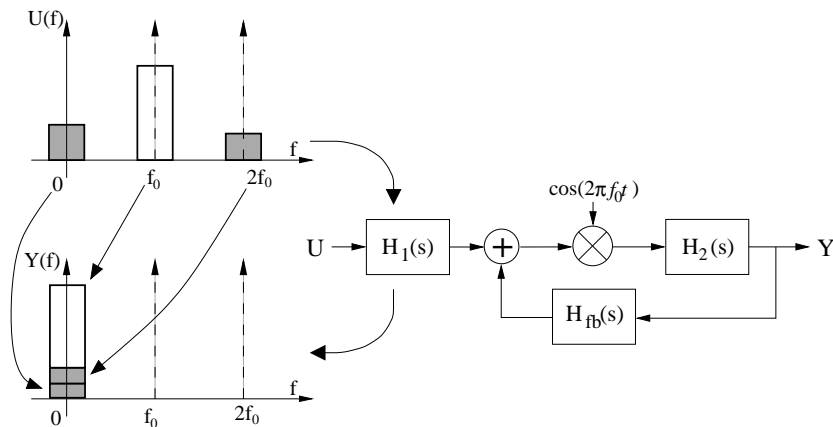 U(f)
f
0
f₀
2f₀
Y(f)
f
0
f₀
2f₀
cos(2πf₀t)
U
H₁(s)
+
H₂(s)
Y
H_fb(s)